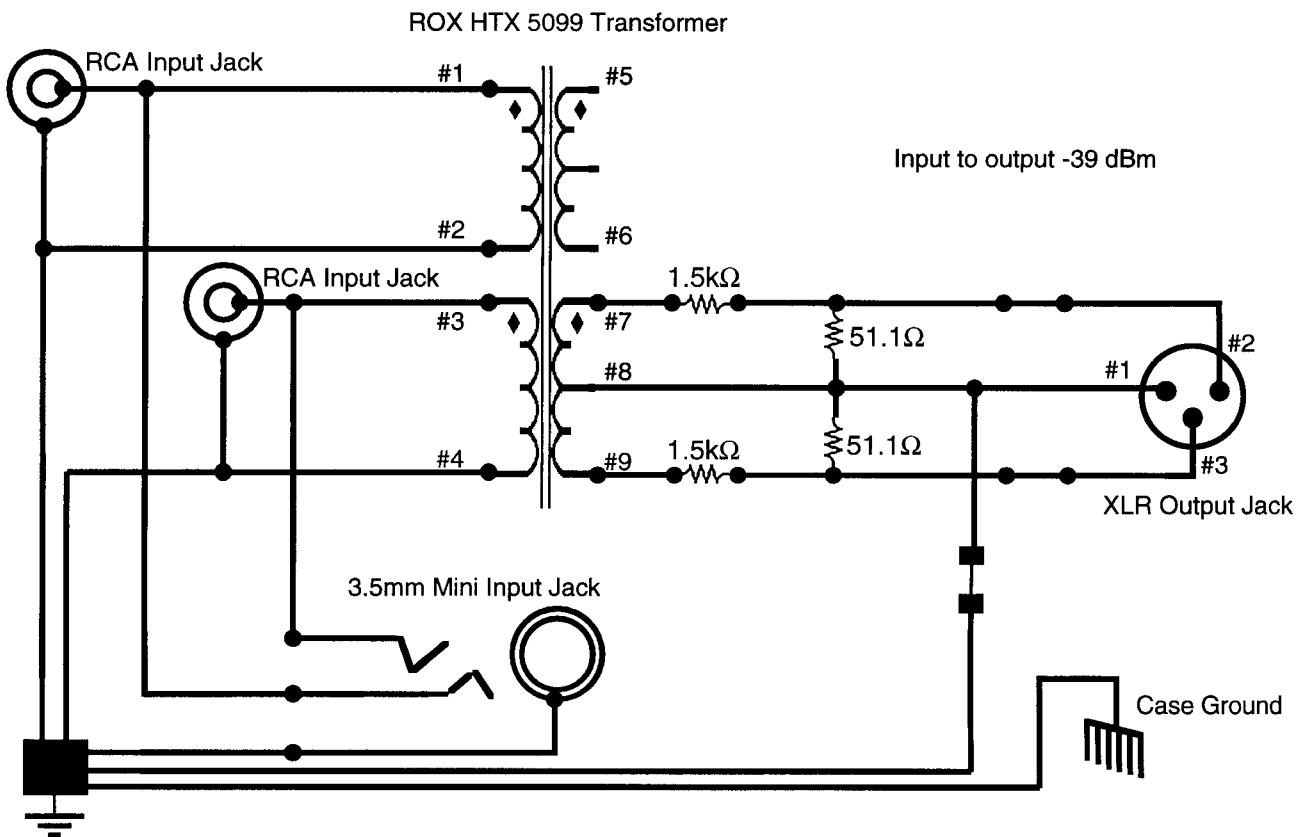 ROX HTX 5099 Transformer
RCA Input Jack
#1
#5
Input to output -39 dBm
#2
#6
RCA Input Jack
1.5kΩ
#3
#7
51.1Ω
#2
#8
#1
#4
#9
1.5kΩ
51.1Ω
#3
XLR Output Jack
3.5mm Mini Input Jack
Case Ground